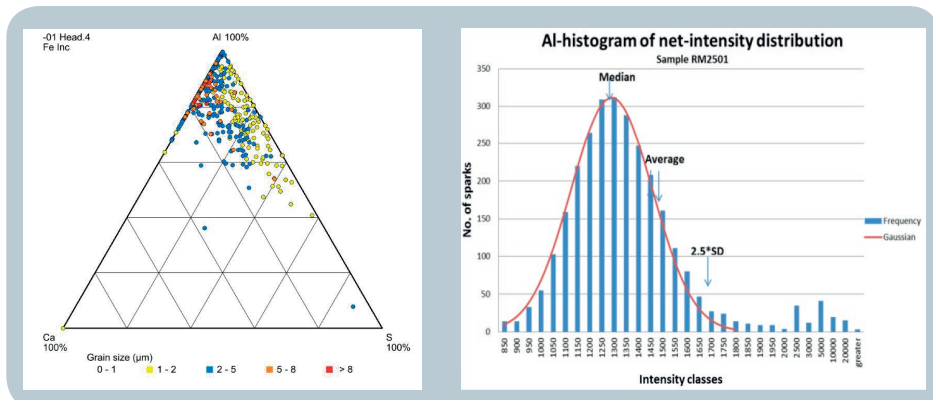 -01 Head.4
Fe Inc
Al 100%
Ca
100%
S
100%
Grain size (µm)
0 - 1
1 - 2
2 - 5
5 - 8
> 8
Al-histogram of net-intensity distribution
Sample RM2501
No. of sparks
350
300
250
200
150
100
50
0
Median
Average
2.5*SD
Frequency
Gaussian
850
900
950
1000
1050
1100
1150
1200
1250
1300
1350
1400
1450
1500
1550
1600
1650
1700
1750
1800
1850
1900
1950
2000
2500
3000
5000
10000
20000
greater
Intensity classes